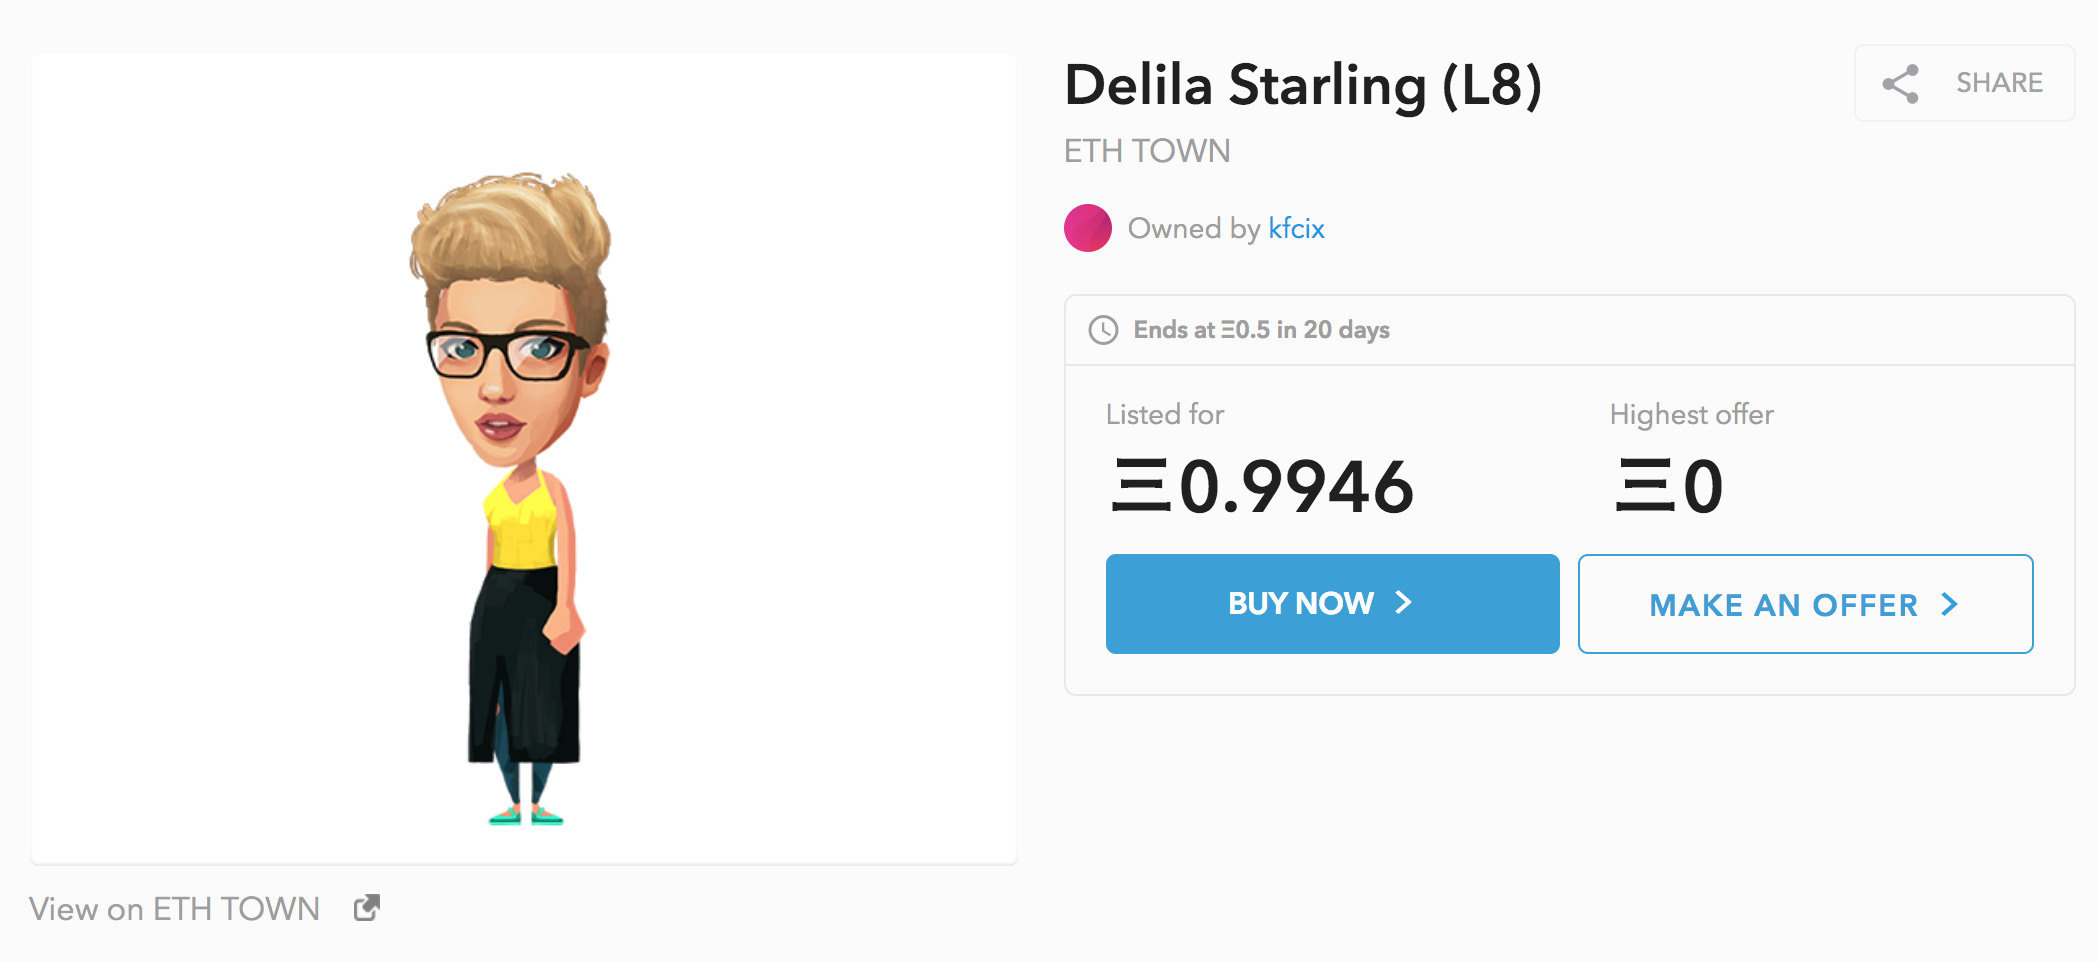 Delila Starling (L8)
SHARE
ETH TOWN
Owned by kfcix
Ends at Ξ0.5 in 20 days
Listed for
Ξ0.9946
Highest offer
Ξ0
BUY NOW
MAKE AN OFFER
View on ETH TOWN